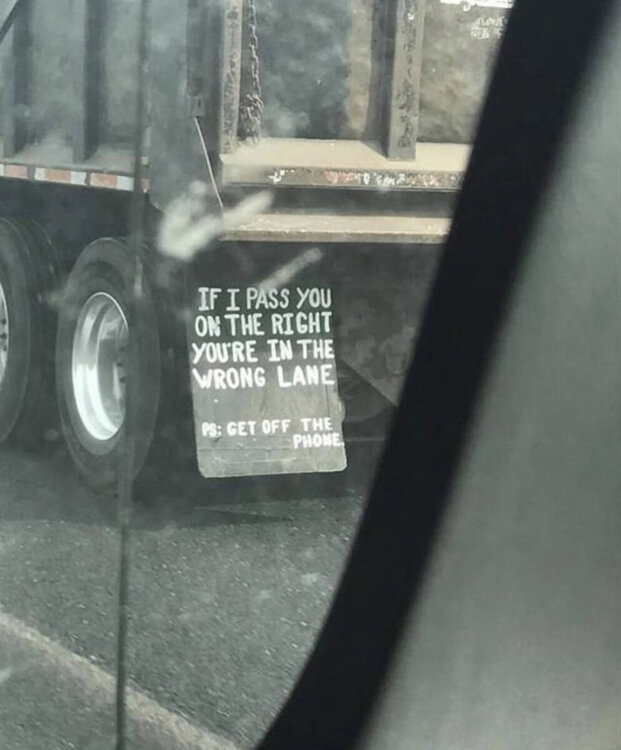 IF I PASS YOU
ON THE RIGHT
YOU'RE IN THE
WRONG LANE
PS: GET OFF THE
PHONE.